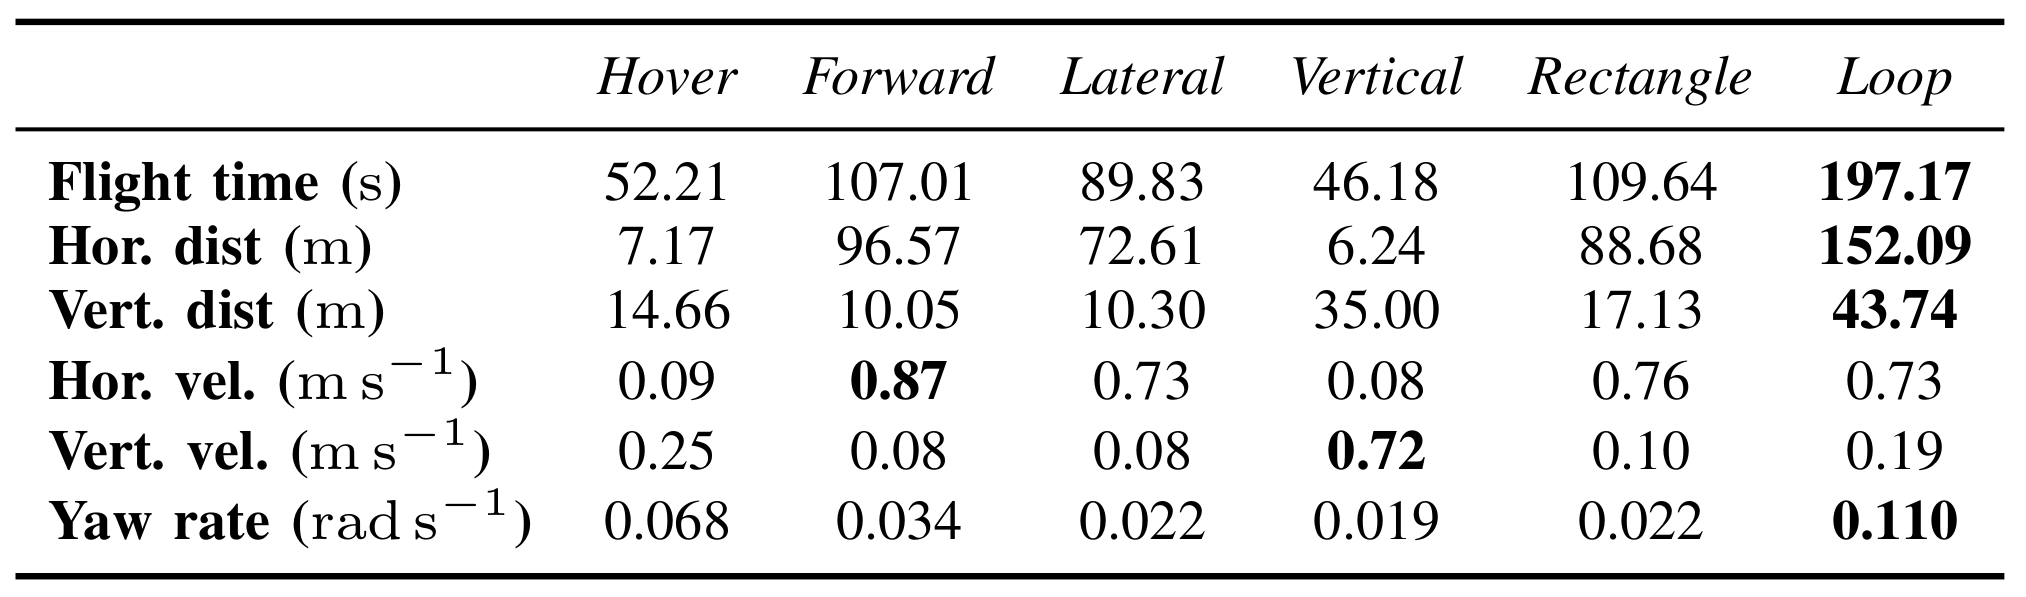 Hover Forward Lateral Vertical Rectangle Loop
Flight time (s) 52.21 107.01 89.83 46.18 109.64 197.17
Hor. dist (m) 7.17 96.57 72.61 6.24 88.68 152.09
Vert. dist (m) 14.66 10.05 10.30 35.00 17.13 43.74
Hor. vel. (m s⁻¹) 0.09 0.87 0.73 0.08 0.76 0.73
Vert. vel. (m s⁻¹) 0.25 0.08 0.08 0.72 0.10 0.19
Yaw rate (rad s⁻¹) 0.068 0.034 0.022 0.019 0.022 0.110